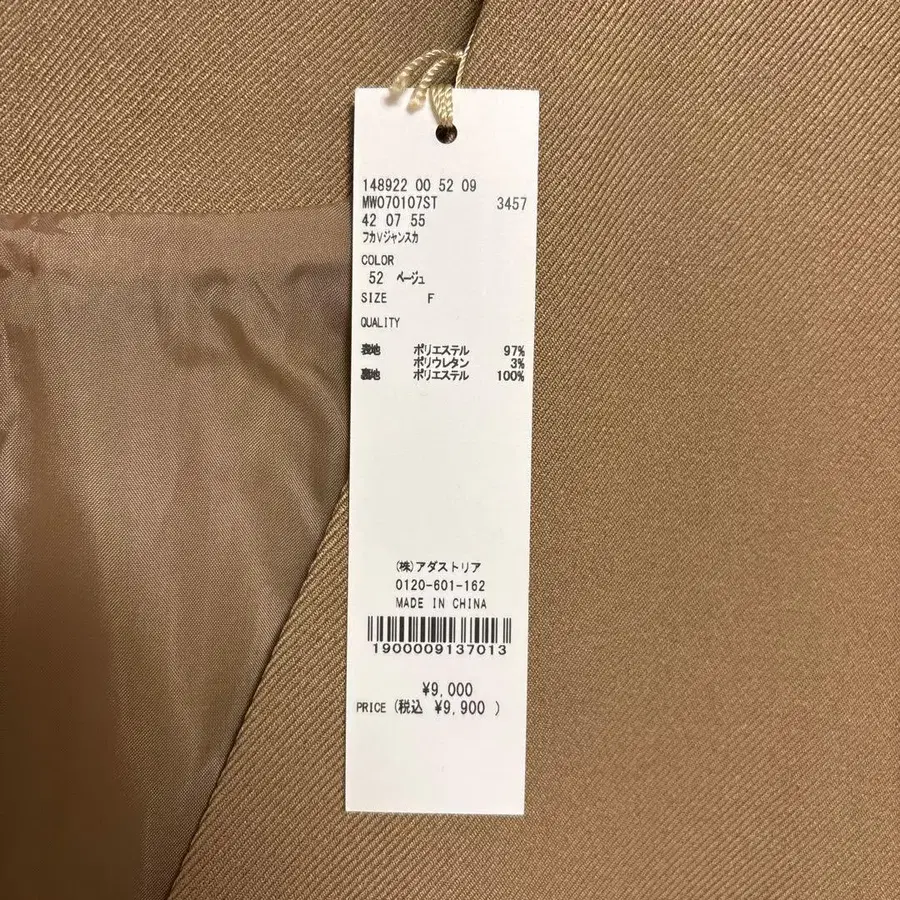 148922 00 52 09
MW070107ST 3457
42 07 55
フカVジャンスカ
COLOR
52 ベージュ
SIZE F
QUALITY
表地 ポリエステル 97%
ポリウレタン 3%
裏地 ポリエステル 100%
(株)アダストリア
0120-601-162
MADE IN CHINA
1900009137013
¥9,000
PRICE (税込 ¥9,900 )